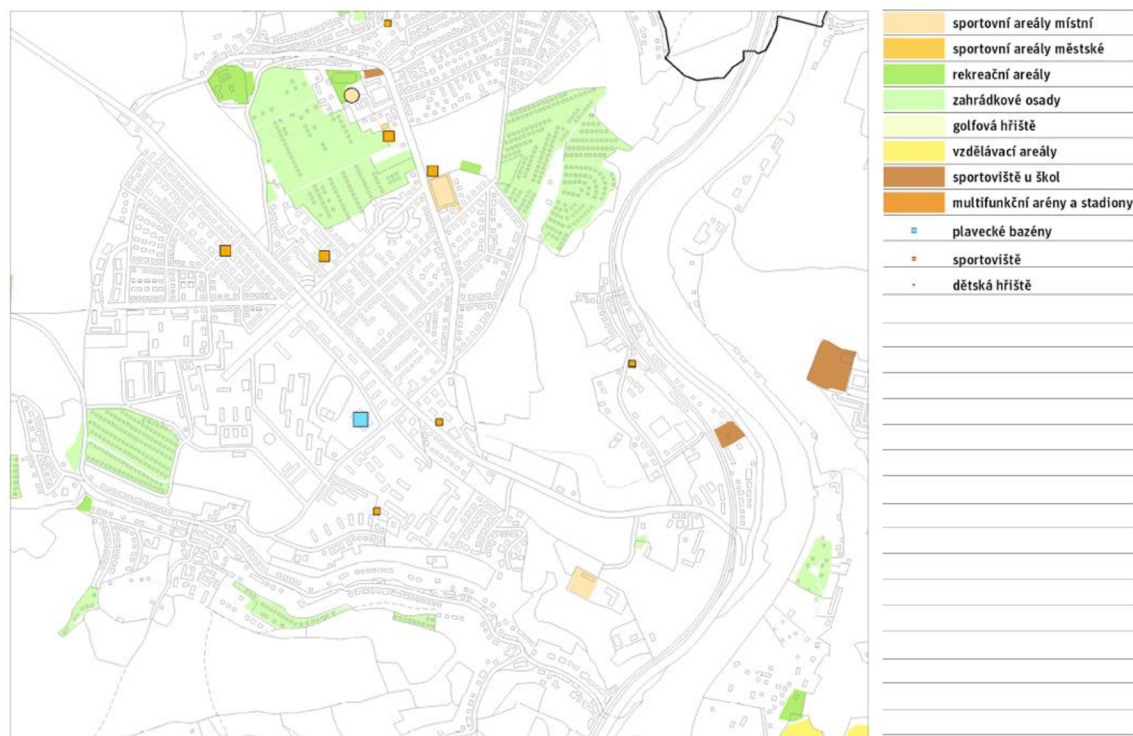 sportovní areály místní
sportovní areály městské
rekreační areály
zahrádkové osady
golfová hřiště
vzdělávací areály
sportoviště u škol
multifunkční arény a stadiony
plavecké bazény
sportoviště
dětská hřiště